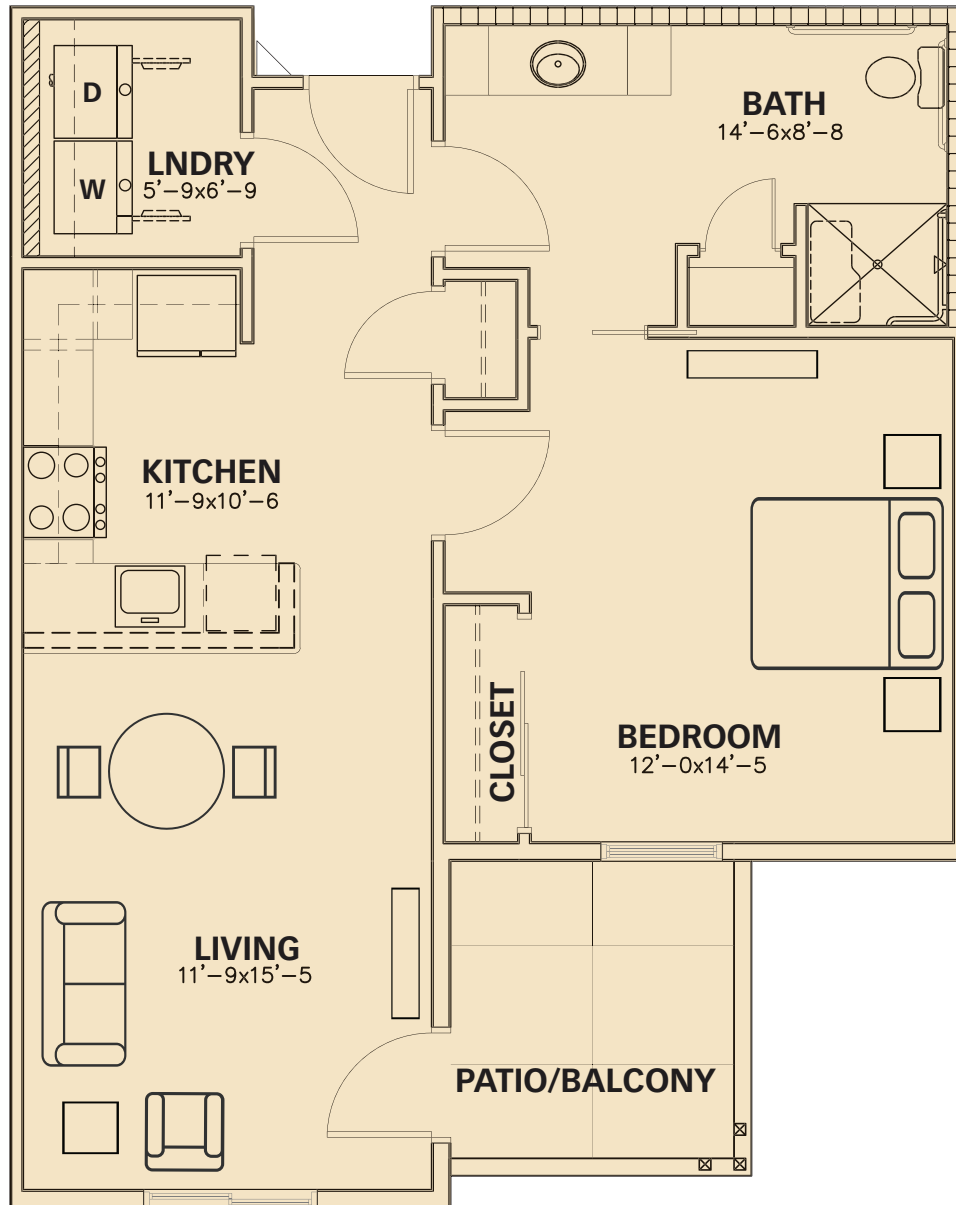 D
W
LNDRY
5’–9x6’–9
BATH
14’–6x8’–8
KITCHEN
11’–9x10’–6
CLOSET
BEDROOM
12’–0x14’–5
LIVING
11’–9x15’–5
PATIO/BALCONY